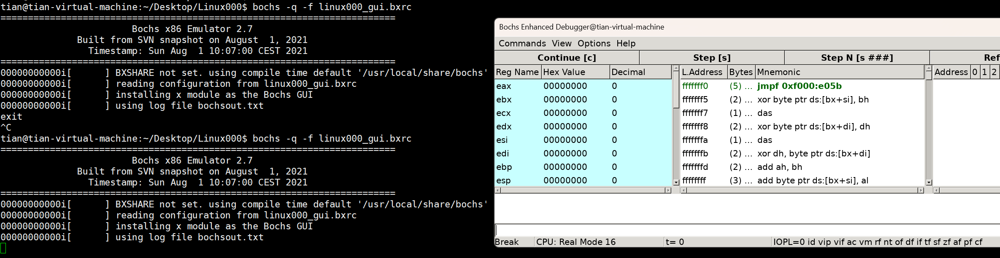 tian@tian-virtual-machine:~/Desktop/Linux000$ bochs -q -f linux000_gui.bxrc
========================================================================
Bochs x86 Emulator 2.7
Built from SVN snapshot on August  1, 2021
Timestamp: Sun Aug  1 10:07:00 CEST 2021
========================================================================
00000000000i[      ] BXSHARE not set. using compile time default '/usr/local/share/bochs'
00000000000i[      ] reading configuration from linux000_gui.bxrc
00000000000i[      ] installing x module as the Bochs GUI
00000000000i[      ] using log file bochsout.txt
exit
^C
tian@tian-virtual-machine:~/Desktop/Linux000$ bochs -q -f linux000_gui.bxrc
========================================================================
Bochs x86 Emulator 2.7
Built from SVN snapshot on August  1, 2021
Timestamp: Sun Aug  1 10:07:00 CEST 2021
========================================================================
00000000000i[      ] BXSHARE not set. using compile time default '/usr/local/share/bochs'
00000000000i[      ] reading configuration from linux000_gui.bxrc
00000000000i[      ] installing x module as the Bochs GUI
00000000000i[      ] using log file bochsout.txt
Bochs Enhanced Debugger@tian-virtual-machine
Commands View Options Help
Continue [c] Step [s] Step N [s ###] Ref
Reg Name Hex Value Decimal
eax 00000000 0
ebx 00000000 0
ecx 00000000 0
edx 00000000 0
esi 00000000 0
edi 00000000 0
ebp 00000000 0
esp 00000000 0
L.Address Bytes Mnemonic
fffffff0 (5) ... jmpf 0xf000:e05b
fffffff5 (2) ... xor byte ptr ds:[bx+si], bh
fffffff7 (1) ... das
fffffff8 (2) ... xor byte ptr ds:[bx+di], dh
fffffffa (1) ... das
fffffffb (2) ... xor dh, byte ptr ds:[bx+di]
fffffffd (2) ... add ah, bh
ffffffff (3) ... add byte ptr ds:[bx+si], al
Address 0 1 2
Break CPU: Real Mode 16 t= 0 IOPL=0 id vip vif ac vm rf nt of df if tf sf zf af pf cf